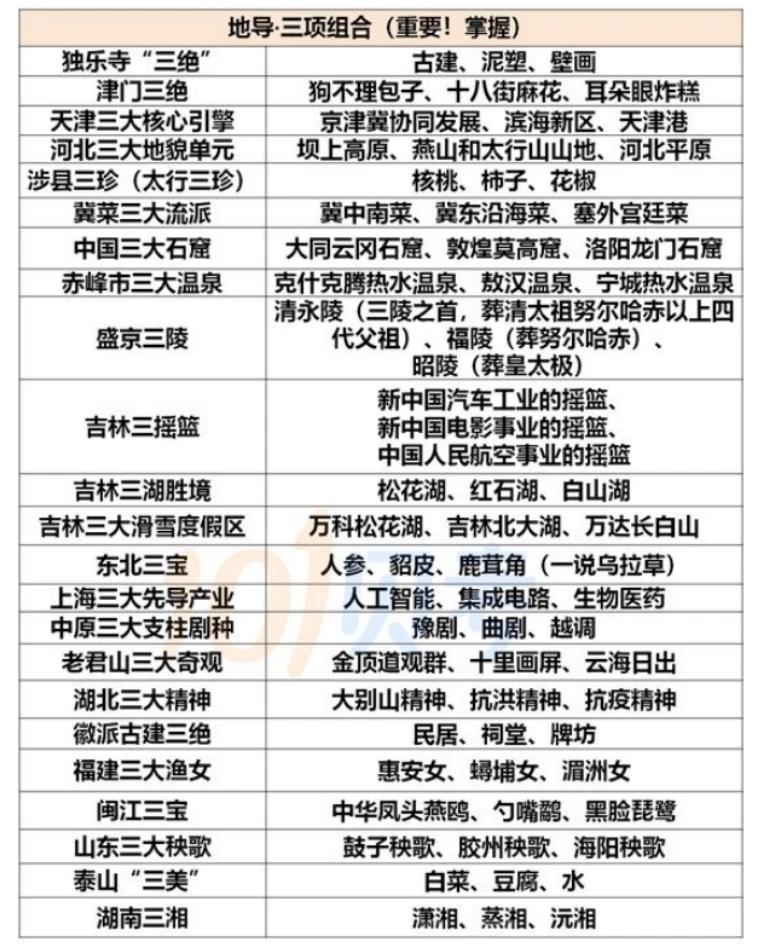 地导·三项组合（重要！掌握）
独乐寺“三绝” 古建、泥塑、壁画
津门三绝 狗不理包子、十八街麻花、耳朵眼炸糕
天津三大核心引擎 京津冀协同发展、滨海新区、天津港
河北三大地貌单元 坝上高原、燕山和太行山山地、河北平原
涉县三珍（太行三珍） 核桃、柿子、花椒
冀菜三大流派 冀中南菜、冀东沿海菜、塞外宫廷菜
中国三大石窟 大同云冈石窟、敦煌莫高窟、洛阳龙门石窟
赤峰市三大温泉 克什克腾热水温泉、敖汉温泉、宁城热水温泉
盛京三陵 清永陵（三陵之首，葬清太祖努尔哈赤以上四
代父祖）、福陵（葬努尔哈赤）、
昭陵（葬皇太极）
吉林三摇篮 新中国汽车工业的摇篮、
新中国电影事业的摇篮、
中国人民航空事业的摇篮
吉林三湖胜境 松花湖、红石湖、白山湖
吉林三大滑雪度假区 万科松花湖、吉林北大湖、万达长白山
东北三宝 人参、貂皮、鹿茸角（一说乌拉草）
上海三大先导产业 人工智能、集成电路、生物医药
中原三大支柱剧种 豫剧、曲剧、越调
老君山三大奇观 金顶道观群、十里画屏、云海日出
湖北三大精神 大别山精神、抗洪精神、抗疫精神
徽派古建三绝 民居、祠堂、牌坊
福建三大渔女 惠安女、蟳埔女、湄洲女
闽江三宝 中华凤头燕鸥、勺嘴鹬、黑脸琵鹭
山东三大秧歌 鼓子秧歌、胶州秧歌、海阳秧歌
泰山“三美” 白菜、豆腐、水
湖南三湘 潇湘、蒸湘、沅湘
101贝考